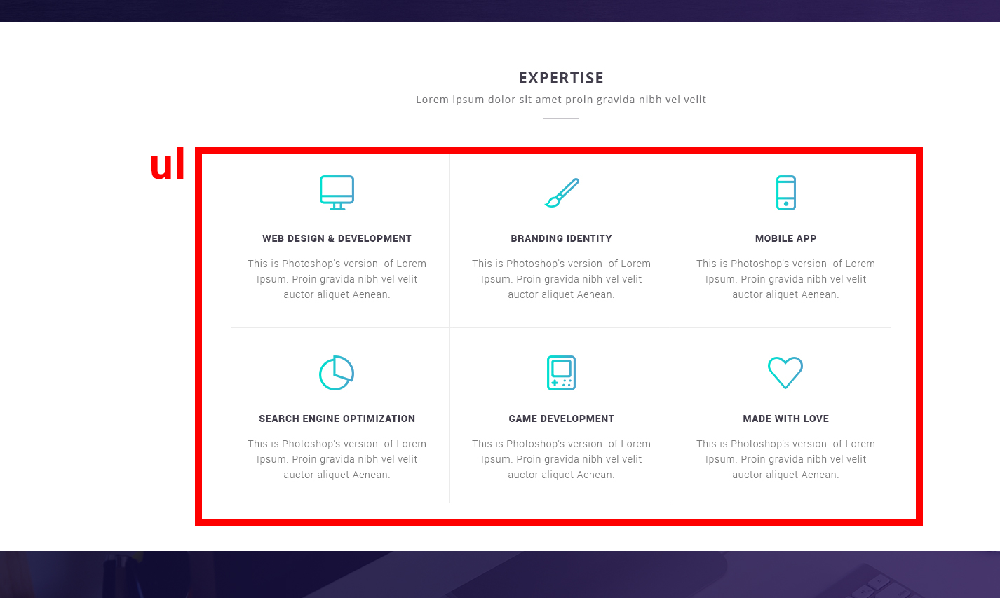 EXPERTISE
Lorem ipsum dolor sit amet proin gravida nibh vel velit
ul
WEB DESIGN & DEVELOPMENT
This is Photoshop's version  of Lorem
Ipsum. Proin gravida nibh vel velit
auctor aliquet Aenean.
BRANDING IDENTITY
This is Photoshop's version  of Lorem
Ipsum. Proin gravida nibh vel velit
auctor aliquet Aenean.
MOBILE APP
This is Photoshop's version  of Lorem
Ipsum. Proin gravida nibh vel velit
auctor aliquet Aenean.
SEARCH ENGINE OPTIMIZATION
This is Photoshop's version  of Lorem
Ipsum. Proin gravida nibh vel velit
auctor aliquet Aenean.
GAME DEVELOPMENT
This is Photoshop's version  of Lorem
Ipsum. Proin gravida nibh vel velit
auctor aliquet Aenean.
MADE WITH LOVE
This is Photoshop's version  of Lorem
Ipsum. Proin gravida nibh vel velit
auctor aliquet Aenean.